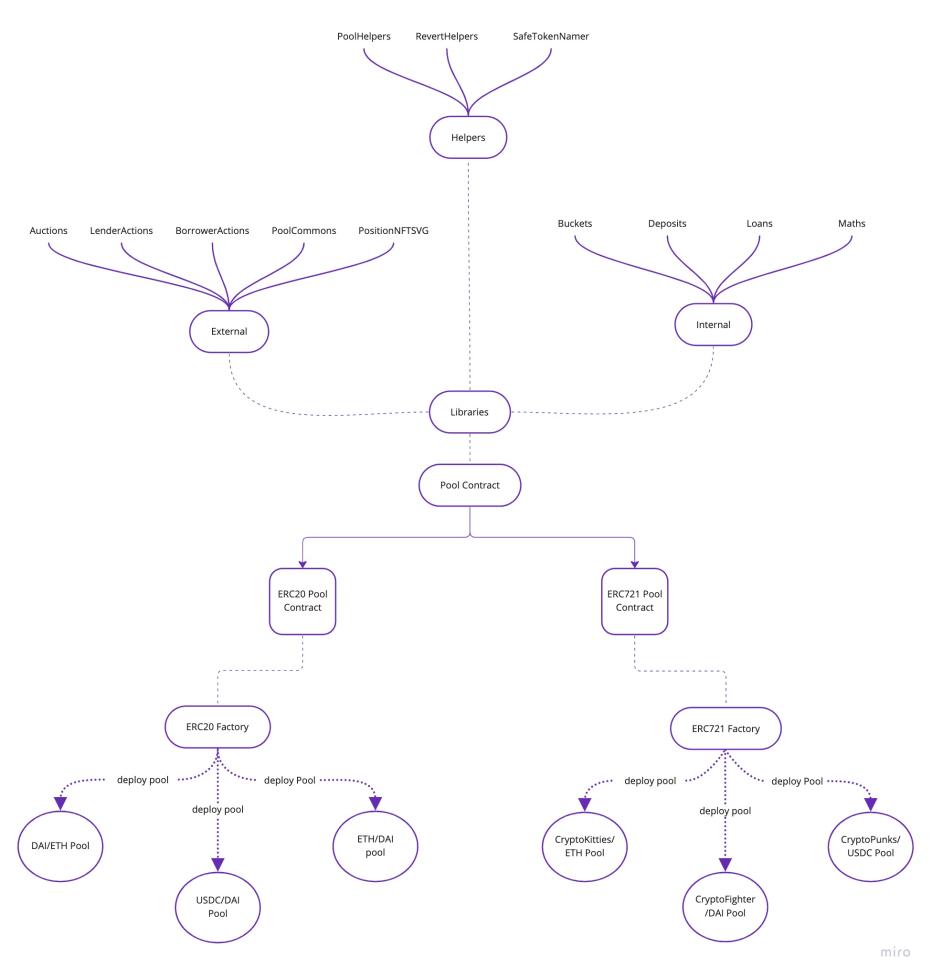 PoolHelpers RevertHelpers SafeTokenNamer
Helpers
Auctions LenderActions BorrowerActions PoolCommons PositionNFTSVG
External
Buckets Deposits Loans Maths
Internal
Libraries
Pool Contract
ERC20 Pool
Contract
ERC721 Pool
Contract
ERC20 Factory
deploy pool
deploy pool
deploy Pool
DAI/ETH Pool
USDC/DAI
Pool
ETH/DAI
pool
ERC721 Factory
deploy pool
deploy pool
deploy Pool
CryptoKitties/
ETH Pool
CryptoFighter
/DAI Pool
CryptoPunks/
USDC Pool
miro